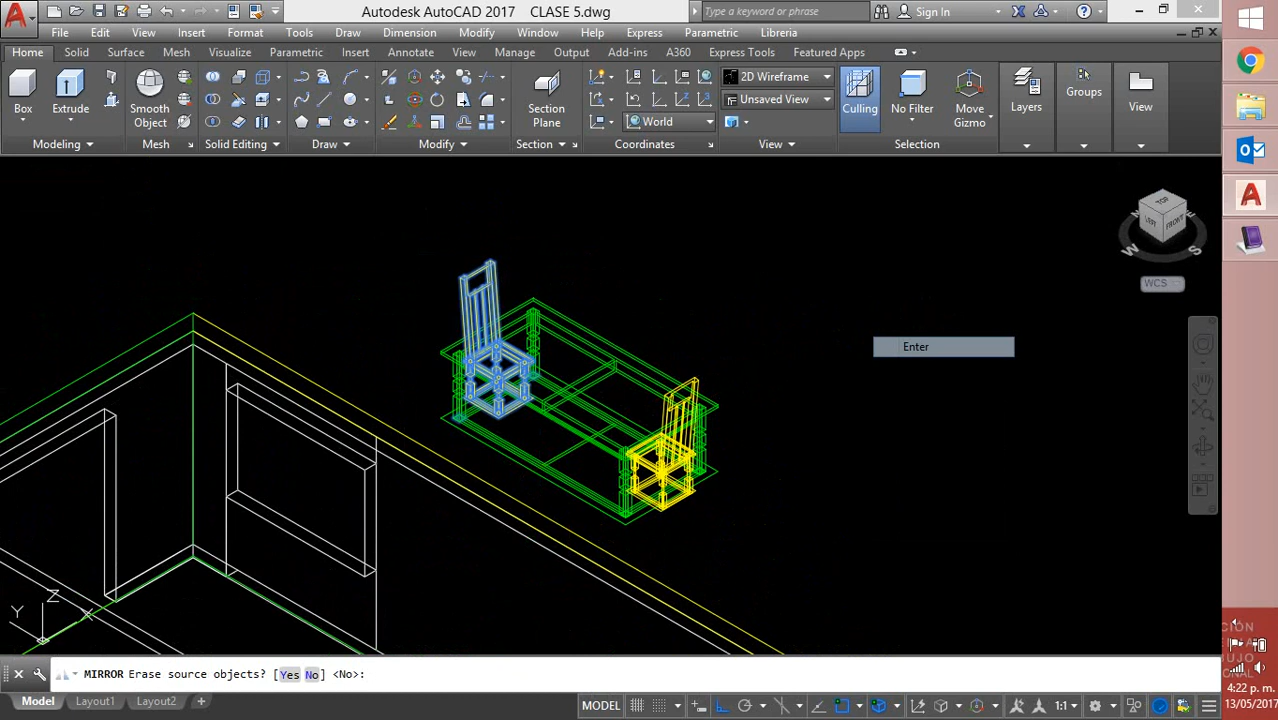 Autodesk AutoCAD 2017 CLASE 5.dwg
Type a keyword or phrase
Sign In
File Edit View Insert Format Tools Draw Dimension Modify Window Help Express Parametric Libreria
Home Solid Surface Mesh Visualize Parametric Insert Annotate View Manage Output Add-ins A360 Express Tools Featured Apps
Box
Extrude
Smooth Object
Section Plane
2D Wireframe
Unsaved View
World
Culling
No Filter
Move Gizmo
Layers
Groups
View
Modeling Mesh Solid Editing Draw Modify Section Coordinates View Selection
TOP
LEFT
FRONT
W
S
WCS
Enter
Z
Y
X
MIRROR Erase source objects? [Yes No] <No>:
Model Layout1 Layout2 +
MODEL
1:1
4:22 p. m.
13/05/2017